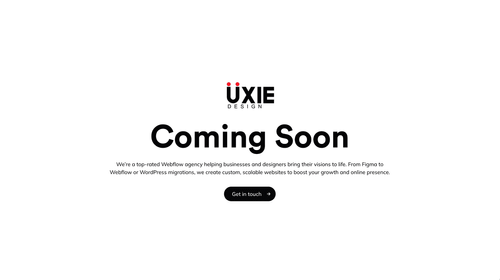 ÜXIE
DESIGN
Coming Soon
We're a top-rated Webflow agency helping businesses and designers bring their visions to life. From Figma to
Webflow or WordPress migrations, we create custom, scalable websites to boost your growth and online presence.
Get in touch →